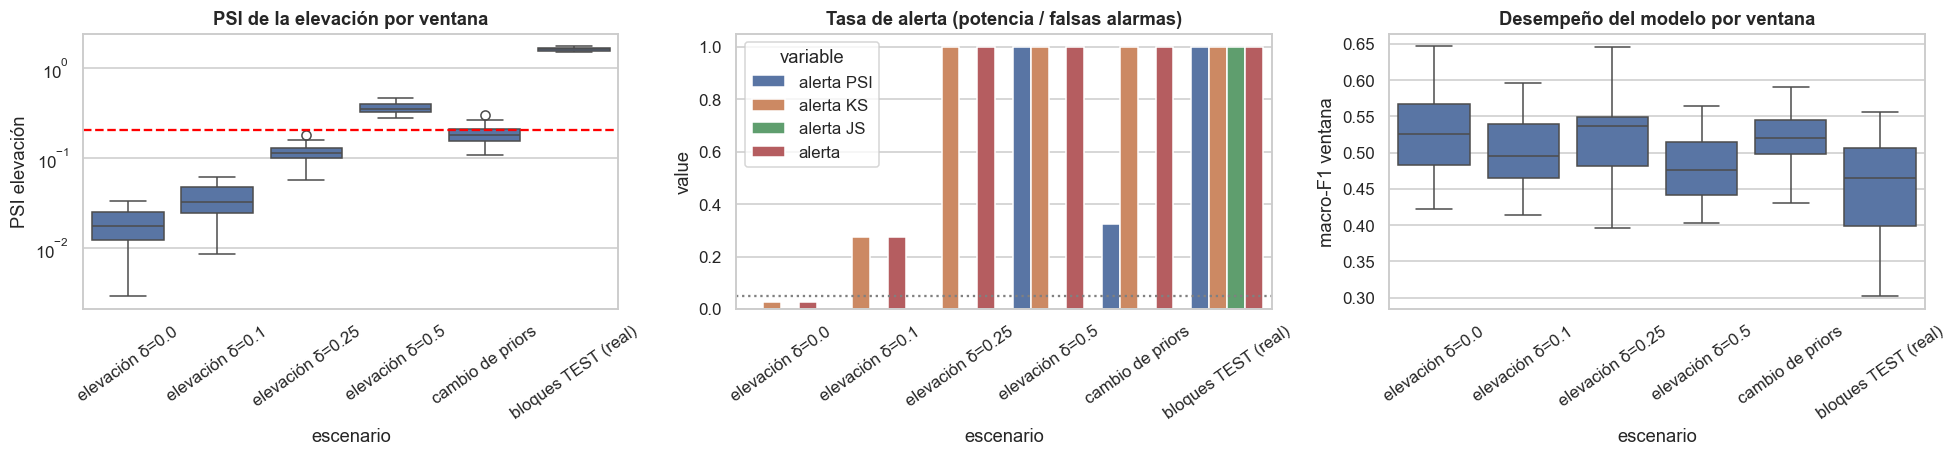 PSI de la elevación por ventana
PSI elevación
10^0
10^-1
10^-2
elevación δ=0.0
elevación δ=0.1
elevación δ=0.25
elevación δ=0.5
cambio de priors
bloques TEST (real)
escenario
Tasa de alerta (potencia / falsas alarmas)
value
1.0
0.8
0.6
0.4
0.2
0.0
variable
alerta PSI
alerta KS
alerta JS
alerta
elevación δ=0.0
elevación δ=0.1
elevación δ=0.25
elevación δ=0.5
cambio de priors
bloques TEST (real)
escenario
Desempeño del modelo por ventana
macro-F1 ventana
0.65
0.60
0.55
0.50
0.45
0.40
0.35
0.30
elevación δ=0.0
elevación δ=0.1
elevación δ=0.25
elevación δ=0.5
cambio de priors
bloques TEST (real)
escenario